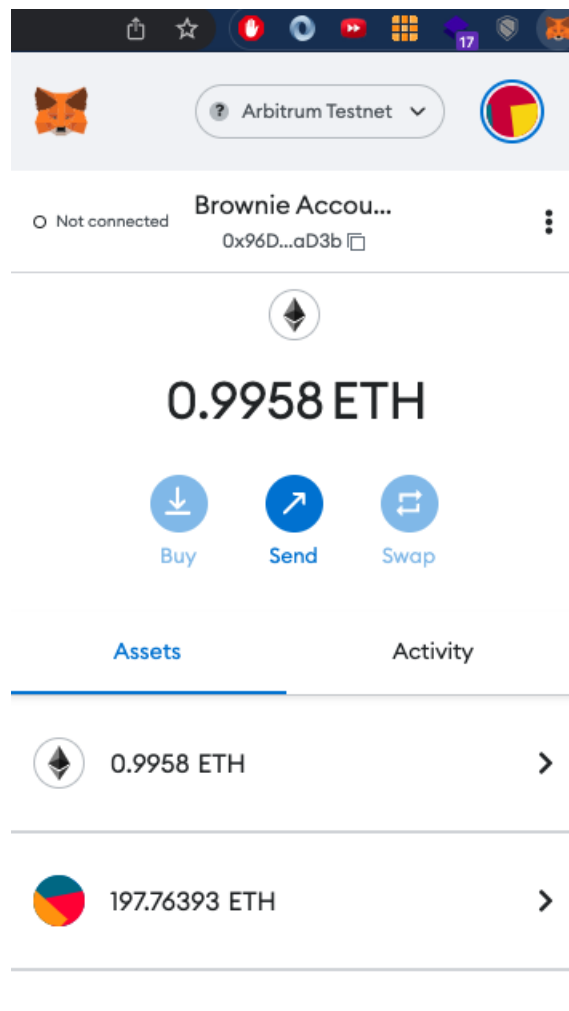 17
? Arbitrum Testnet
Not connected
Brownie Accou...
0x96D...aD3b
0.9958 ETH
Buy Send Swap
Assets Activity
0.9958 ETH
197.76393 ETH